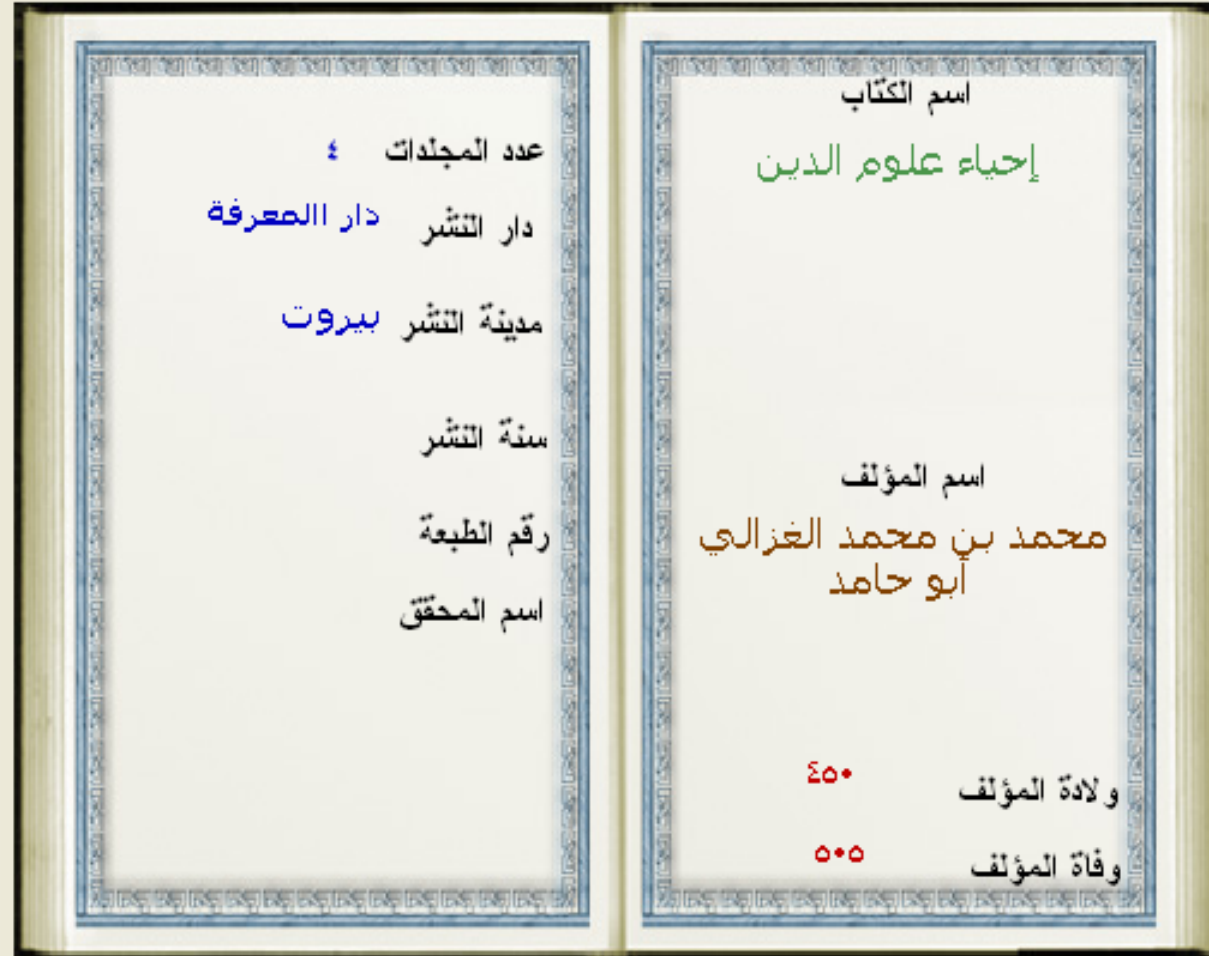 اسم الكتاب
إحياء علوم الدين
اسم المؤلف
محمد بن محمد الغزالي
أبو حامد
ولادة المؤلف ٤٥٠
وفاة المؤلف ٥٠٥
عدد المجلدات ٤
دار النشر دار االمعرفة
مدينة النشر بيروت
سنة النشر
رقم الطبعة
اسم المحقق